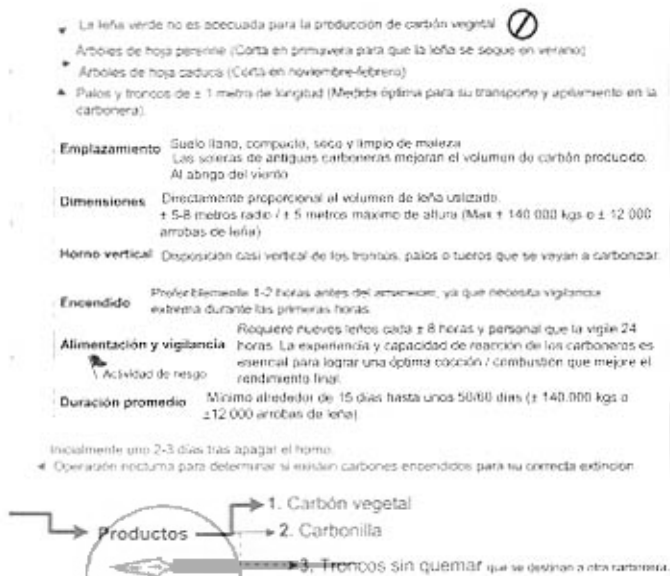 La leña verde no es adecuada para la producción de carbón vegetal
Árboles de hoja perenne (Corta en primavera para que la leña se seque en verano)
Árboles de hoja caduca (Corta en noviembre-febrero)
Palos y troncos de ± 1 metro de longitud (Medida óptima para su transporte y apilamiento en la
carbonera).
Emplazamiento Suelo llano, compacto, seco y limpio de maleza
Las soleras de antiguas carboneras mejoran el volumen de carbón producido.
Al abrigo del viento
Dimensiones Directamente proporcional al volumen de leña utilizado.
± 5-8 metros radio / ± 5 metros máximo de altura (Max ± 140.000 kgs o ± 12.000
arrobas de leña)
Horno vertical Disposición casi vertical de los troncos, palos o tueros que se vayan a carbonizar.
Encendido Preferiblemente 1-2 horas antes del amanecer, ya que necesita vigilancia
extrema durante las primeras horas.
Alimentación y vigilancia Requiere nuevos leños cada ± 8 horas y personal que la vigile 24
horas. La experiencia y capacidad de reacción de los carboneros es
esencial para lograr una óptima cocción / combustión que mejore el
rendimiento final.
Actividad de riesgo
Duración promedio Mínimo alrededor de 15 días hasta unos 50/60 días (± 140.000 kgs o
±12.000 arrobas de leña).
Inicialmente uno 2-3 días tras apagar el horno.
Operación nocturna para determinar si existen carbones encendidos para su correcta extinción
Productos
1. Carbón vegetal
2. Carbonilla
3. Troncos sin quemar que se destinan a otra carbonera